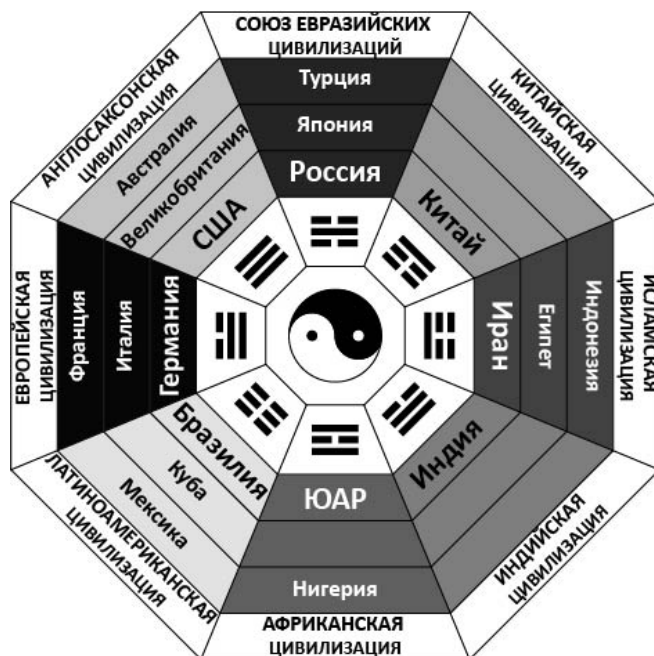 СОЮЗ ЕВРАЗИЙСКИХ
ЦИВИЛИЗАЦИЙ
Турция
Япония
Россия
КИТАЙСКАЯ
ЦИВИЛИЗАЦИЯ
Китай
ИСЛАМСКАЯ
ЦИВИЛИЗАЦИЯ
Индонезия
Египет
Иран
ИНДИЙСКАЯ
ЦИВИЛИЗАЦИЯ
Индия
ЮАР
Нигерия
АФРИКАНСКАЯ
ЦИВИЛИЗАЦИЯ
Бразилия
Куба
Мексика
ЛАТИНОАМЕРИКАНСКАЯ
ЦИВИЛИЗАЦИЯ
ЕВРОПЕЙСКАЯ
ЦИВИЛИЗАЦИЯ
Франция
Италия
Германия
АНГЛОСАКСОНСКАЯ
ЦИВИЛИЗАЦИЯ
Австралия
Великобритания
США